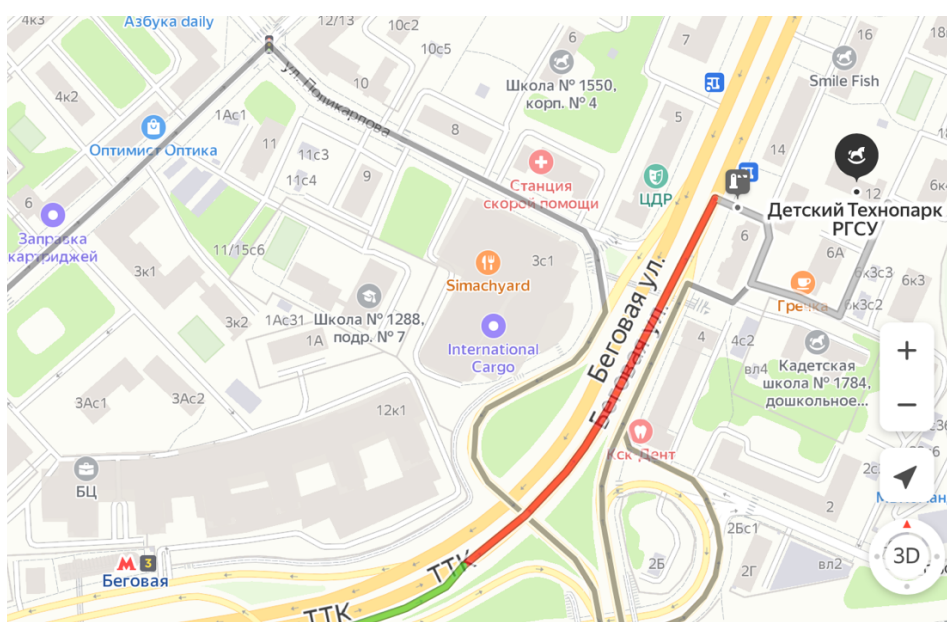 4к3
Азбука daily
12/13
10с2
10с5
6
7
16
18
Школа № 1550,
корп. № 4
Smile Fish
4к2
10
ул. Поликарпова
1Ас1
8
5
Оптимист Оптика
11
11с3
14
11с4
9
Станция
скорой помощи
ЦДР
12
6
Детский Технопарк
РГСУ
Заправка
картриджей
11/15с6
3с1
6
6А
3к1
Simachyard
6к3с3
6к3
Гречка
6к3с2
Беговая ул.
Беговая ул.
3к2
1Ас31
Школа № 1288,
подр. № 7
1А
International
Cargo
4
4с2
вл4
Кадетская
школа № 1784,
дошкольное...
3Ас1
3Ас2
12к1
Кск Дент
БЦ
2
2Бс1
М
3
Беговая
ТТК
2Б
2Г
вл2
3D
ТТК